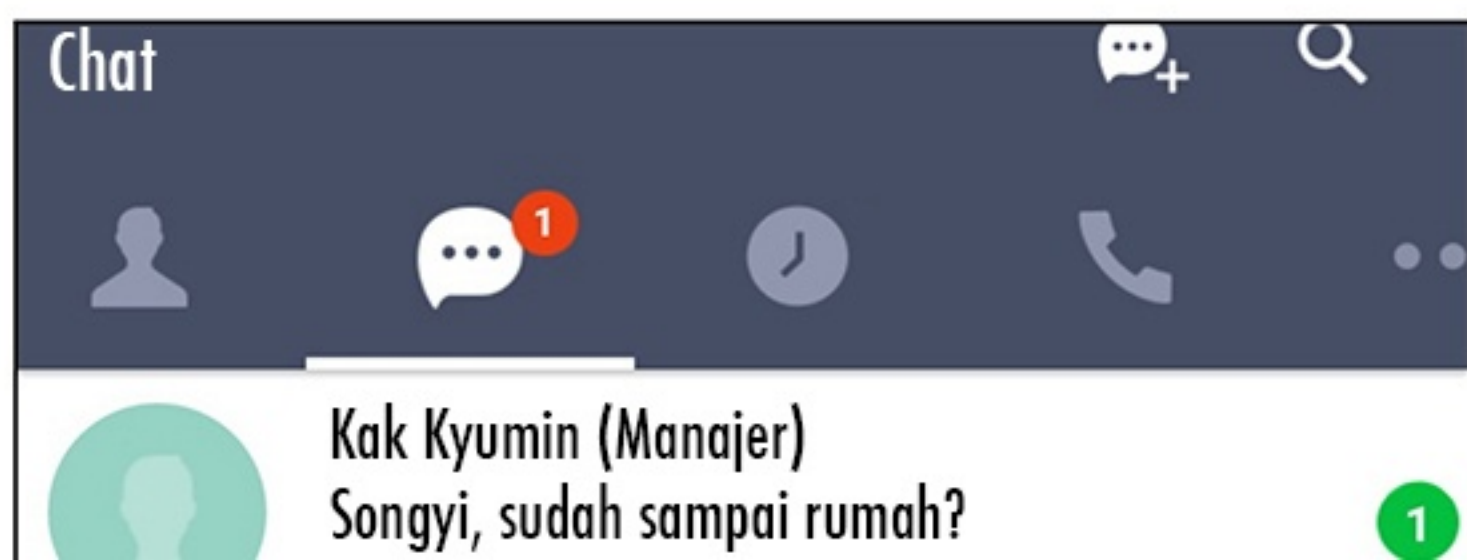 Chat
1
Kak Kyumin (Manajer)
Songyi, sudah sampai rumah?
1